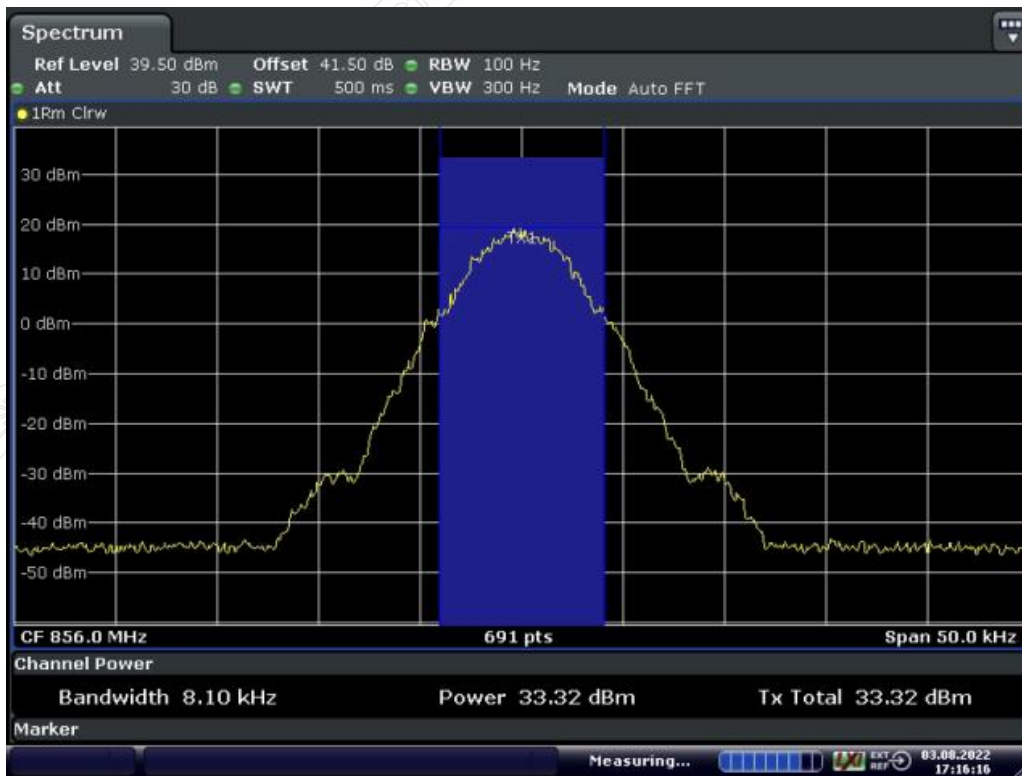 Spectrum
Ref Level 39.50 dBm Offset 41.50 dB RBW 100 Hz
Att 30 dB SWT 500 ms VBW 300 Hz Mode Auto FFT
1Rm Clrw
30 dBm
20 dBm
10 dBm
0 dBm
-10 dBm
-20 dBm
-30 dBm
-40 dBm
-50 dBm
CF 856.0 MHz 691 pts Span 50.0 kHz
Channel Power
Bandwidth 8.10 kHz Power 33.32 dBm Tx Total 33.32 dBm
Marker
Measuring... LXI EXT REF 03.08.2022
17:16:16